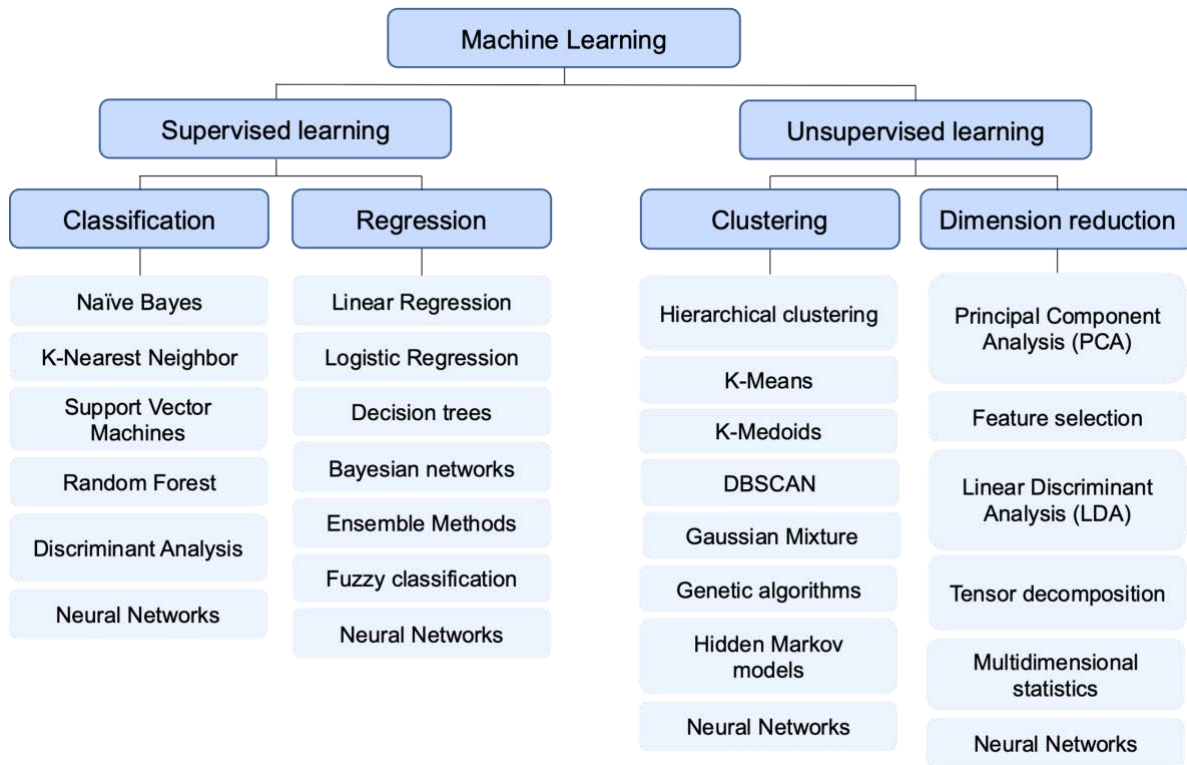 Machine Learning
Supervised learning
Unsupervised learning
Classification
Regression
Clustering
Dimension reduction
Naïve Bayes
K-Nearest Neighbor
Support Vector
Machines
Random Forest
Discriminant Analysis
Neural Networks
Linear Regression
Logistic Regression
Decision trees
Bayesian networks
Ensemble Methods
Fuzzy classification
Neural Networks
Hierarchical clustering
K-Means
K-Medoids
DBSCAN
Gaussian Mixture
Genetic algorithms
Hidden Markov
models
Neural Networks
Principal Component
Analysis (PCA)
Feature selection
Linear Discriminant
Analysis (LDA)
Tensor decomposition
Multidimensional
statistics
Neural Networks